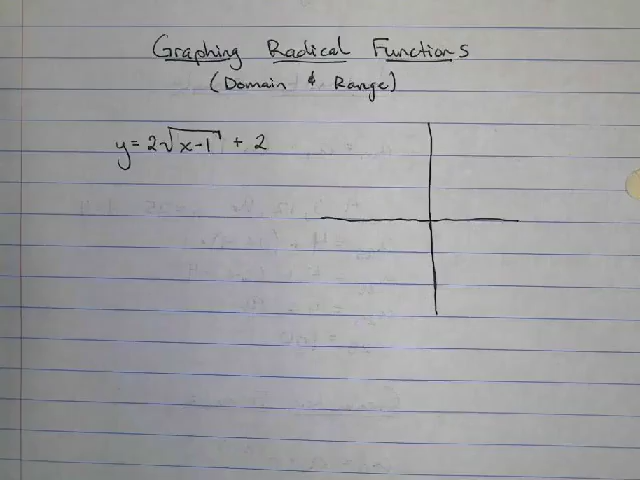 Graphing Radical Functions
(Domain & Range)
y = 2√(x-1) + 2